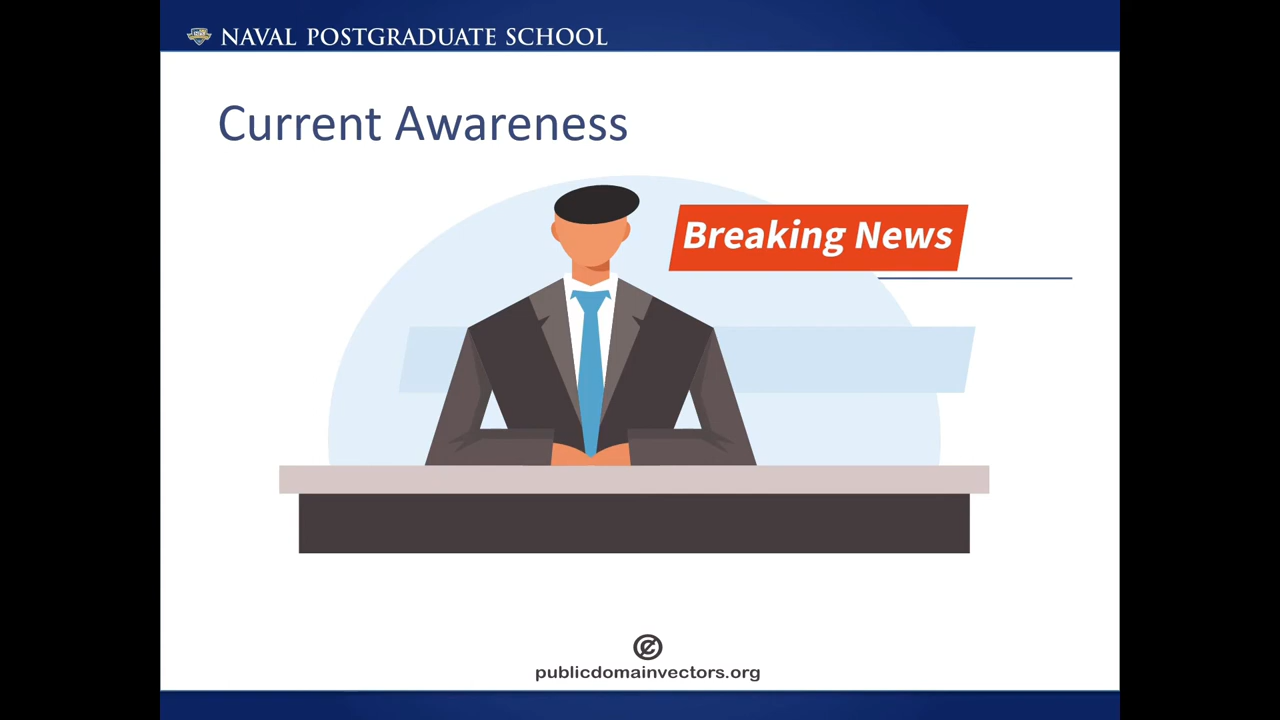 NAVAL POSTGRADUATE SCHOOL
Current Awareness
Breaking News
publicdomainvectors.org